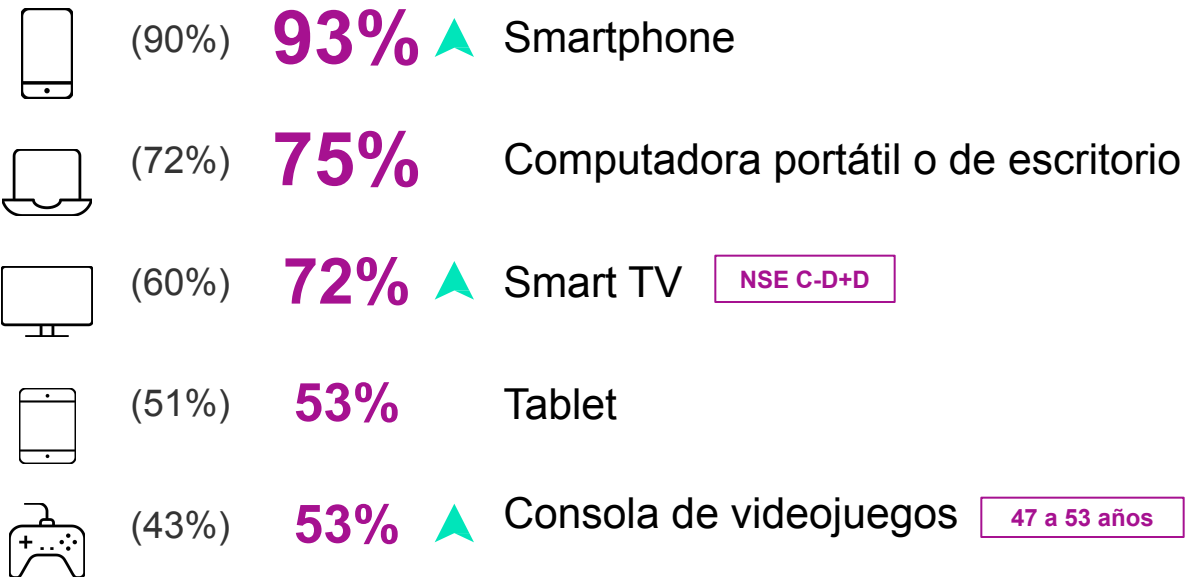 (90%) 93% Smartphone
(72%) 75% Computadora portátil o de escritorio
(60%) 72% Smart TV NSE C-D+D
(51%) 53% Tablet
(43%) 53% Consola de videojuegos 47 a 53 años